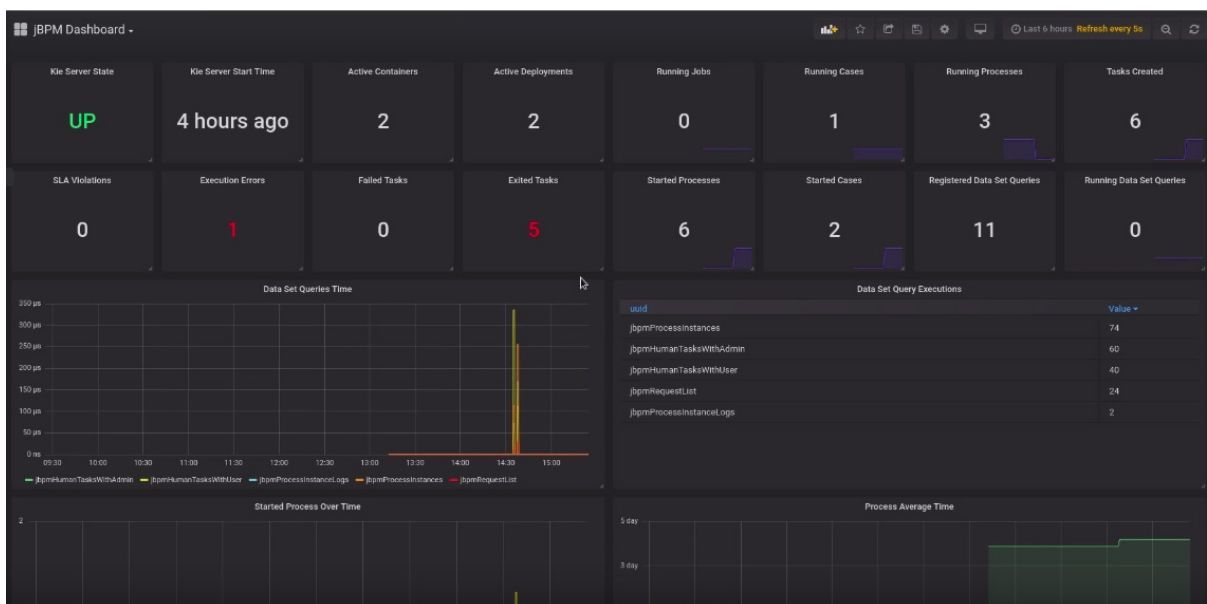 jBPM Dashboard
Last 6 hours Refresh every 5s
Kie Server State
UP
Kie Server Start Time
4 hours ago
Active Containers
2
Active Deployments
2
Running Jobs
0
Running Cases
1
Running Processes
3
Tasks Created
6
SLA Violations
0
Execution Errors
1
Failed Tasks
0
Exited Tasks
5
Started Processes
6
Started Cases
2
Registered Data Set Queries
11
Running Data Set Queries
0
Data Set Queries Time
350 µs
300 µs
250 µs
200 µs
150 µs
100 µs
50 µs
0 ns
09:30 10:00 10:30 11:00 11:30 12:00 12:30 13:00 13:30 14:00 14:30 15:00
jbpmHumanTasksWithAdmin jbpmHumanTasksWithUser jbpmProcessInstanceLogs jbpmProcessInstances jbpmRequestList
Data Set Query Executions
uuid Value
jbpmProcessInstances 74
jbpmHumanTasksWithAdmin 60
jbpmHumanTasksWithUser 40
jbpmRequestList 24
jbpmProcessInstanceLogs 2
Started Process Over Time
2
Process Average Time
5 day
3 day